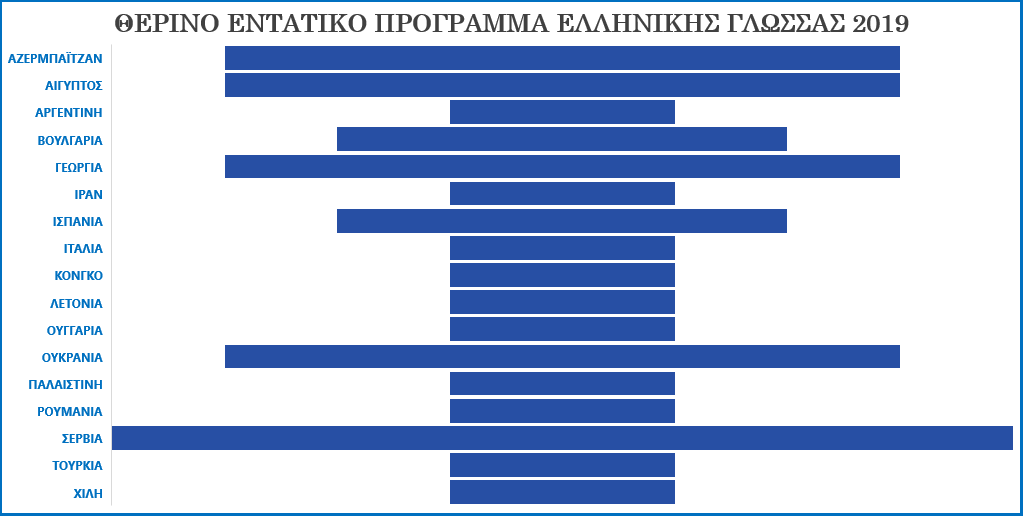 ΘΕΡΙΝΟ ΕΝΤΑΤΙΚΟ ΠΡΟΓΡΑΜΜΑ ΕΛΛΗΝΙΚΗΣ ΓΛΩΣΣΑΣ 2019
ΑΖΕΡΜΠΑΪΤΖΑΝ
ΑΙΓΥΠΤΟΣ
ΑΡΓΕΝΤΙΝΗ
ΒΟΥΛΓΑΡΙΑ
ΓΕΩΡΓΙΑ
ΙΡΑΝ
ΙΣΠΑΝΙΑ
ΙΤΑΛΙΑ
ΚΟΝΓΚΟ
ΛΕΤΟΝΙΑ
ΟΥΓΓΑΡΙΑ
ΟΥΚΡΑΝΙΑ
ΠΑΛΑΙΣΤΙΝΗ
ΡΟΥΜΑΝΙΑ
ΣΕΡΒΙΑ
ΤΟΥΡΚΙΑ
ΧΙΛΗ